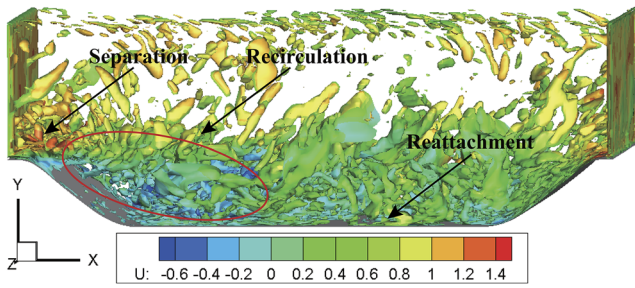 Separation
Recirculation
Reattachment
Y
Z
X
U: -0.6 -0.4 -0.2 0 0.2 0.4 0.6 0.8 1 1.2 1.4